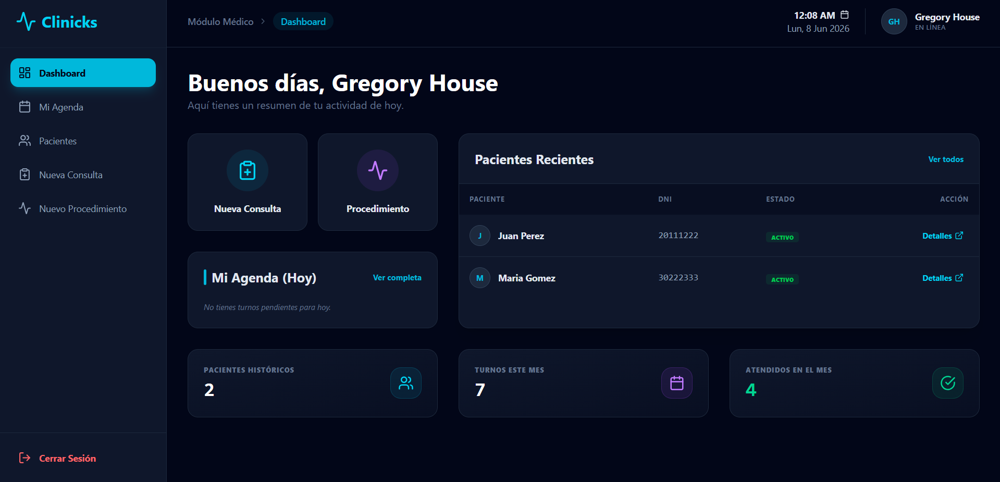 Clinicks
Dashboard
Mi Agenda
Pacientes
Nueva Consulta
Nuevo Procedimiento
Cerrar Sesión
Módulo Médico
Dashboard
12:08 AM
Lun, 8 Jun 2026
GH
Gregory House
EN LÍNEA
Buenos días, Gregory House
Aquí tienes un resumen de tu actividad de hoy.
Nueva Consulta
Procedimiento
Mi Agenda (Hoy)
Ver completa
No tienes turnos pendientes para hoy.
Pacientes Recientes
Ver todos
PACIENTE DNI ESTADO ACCIÓN
J Juan Perez 20111222 ACTIVO Detalles
M Maria Gomez 30222333 ACTIVO Detalles
PACIENTES HISTÓRICOS
2
TURNOS ESTE MES
7
ATENDIDOS EN EL MES
4